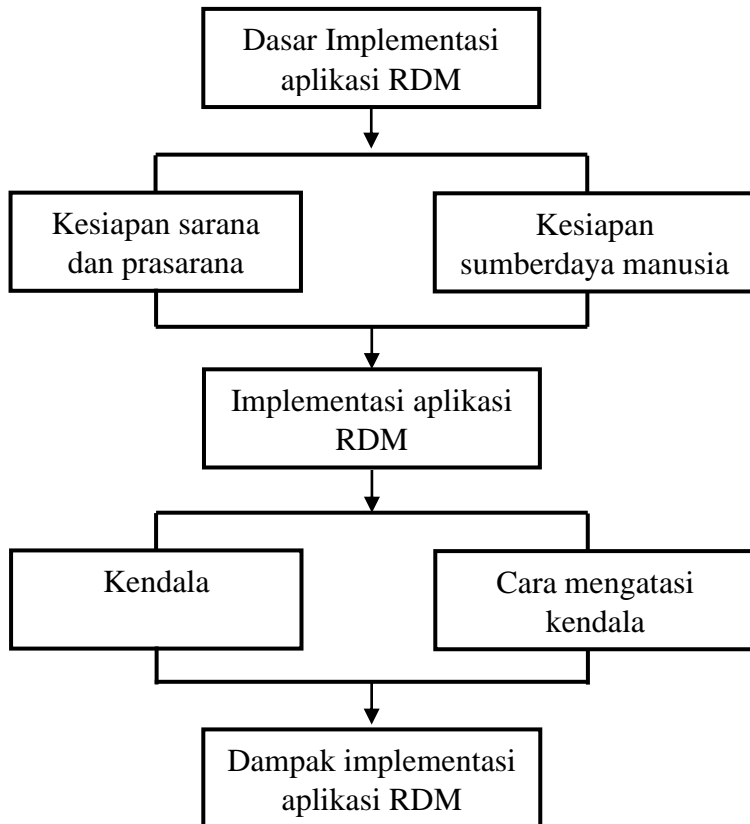 Dasar Implementasi
aplikasi RDM
Kesiapan sarana
dan prasarana
Kesiapan
sumberdaya manusia
Implementasi aplikasi
RDM
Kendala
Cara mengatasi
kendala
Dampak implementasi
aplikasi RDM